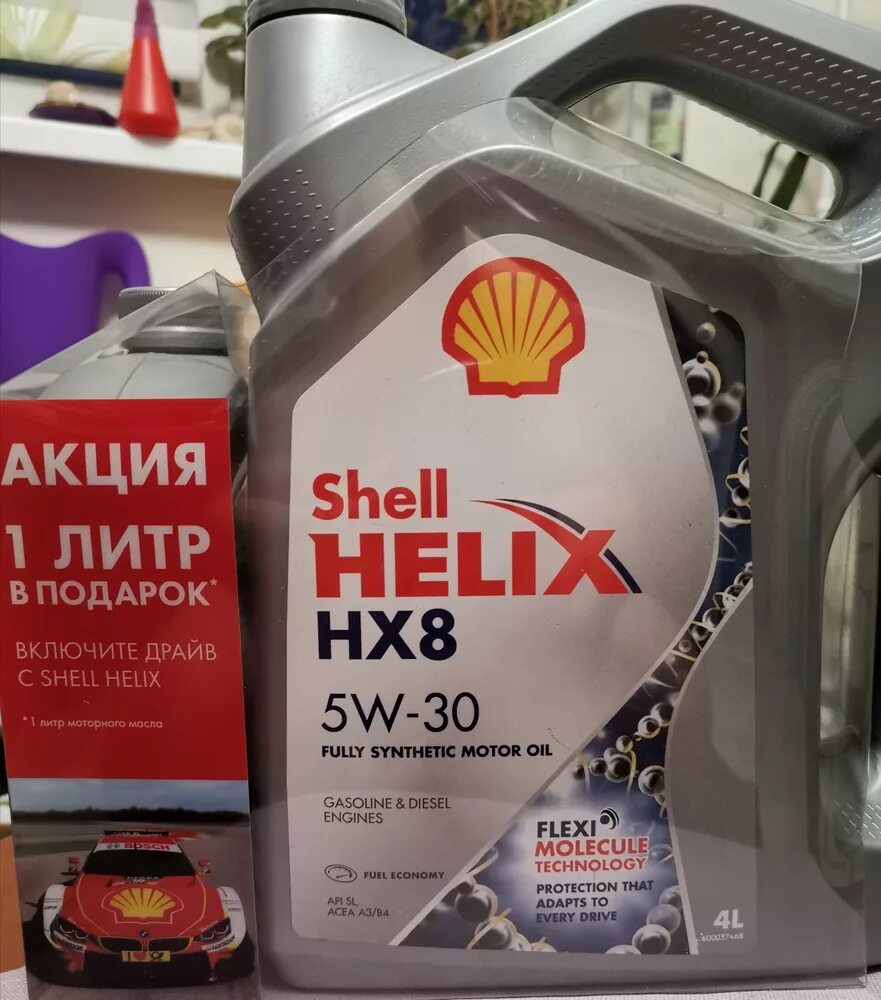 АКЦИЯ
1 ЛИТР
В ПОДАРОК*
ВКЛЮЧИТЕ ДРАЙВ
С SHELL HELIX
*1 литр моторного масла
BOSCH
Shell
HELIX
HX8
5W-30
FULLY SYNTHETIC MOTOR OIL
GASOLINE & DIESEL
ENGINES
FUEL ECONOMY
API SL,
ACEA A3/B4
FLEXI
MOLECULE
TECHNOLOGY
PROTECTION THAT
ADAPTS TO
EVERY DRIVE
4L
600037468